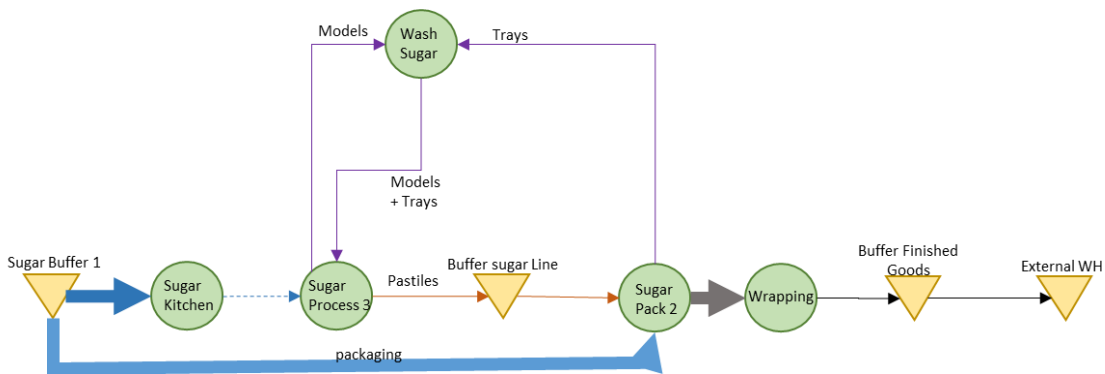 Models
Wash
Sugar
Trays
Models
+ Trays
Sugar Buffer 1
Sugar
Kitchen
Sugar
Process 3
Pastiles
Buffer sugar Line
Sugar
Pack 2
Wrapping
Buffer Finished
Goods
External WH
packaging